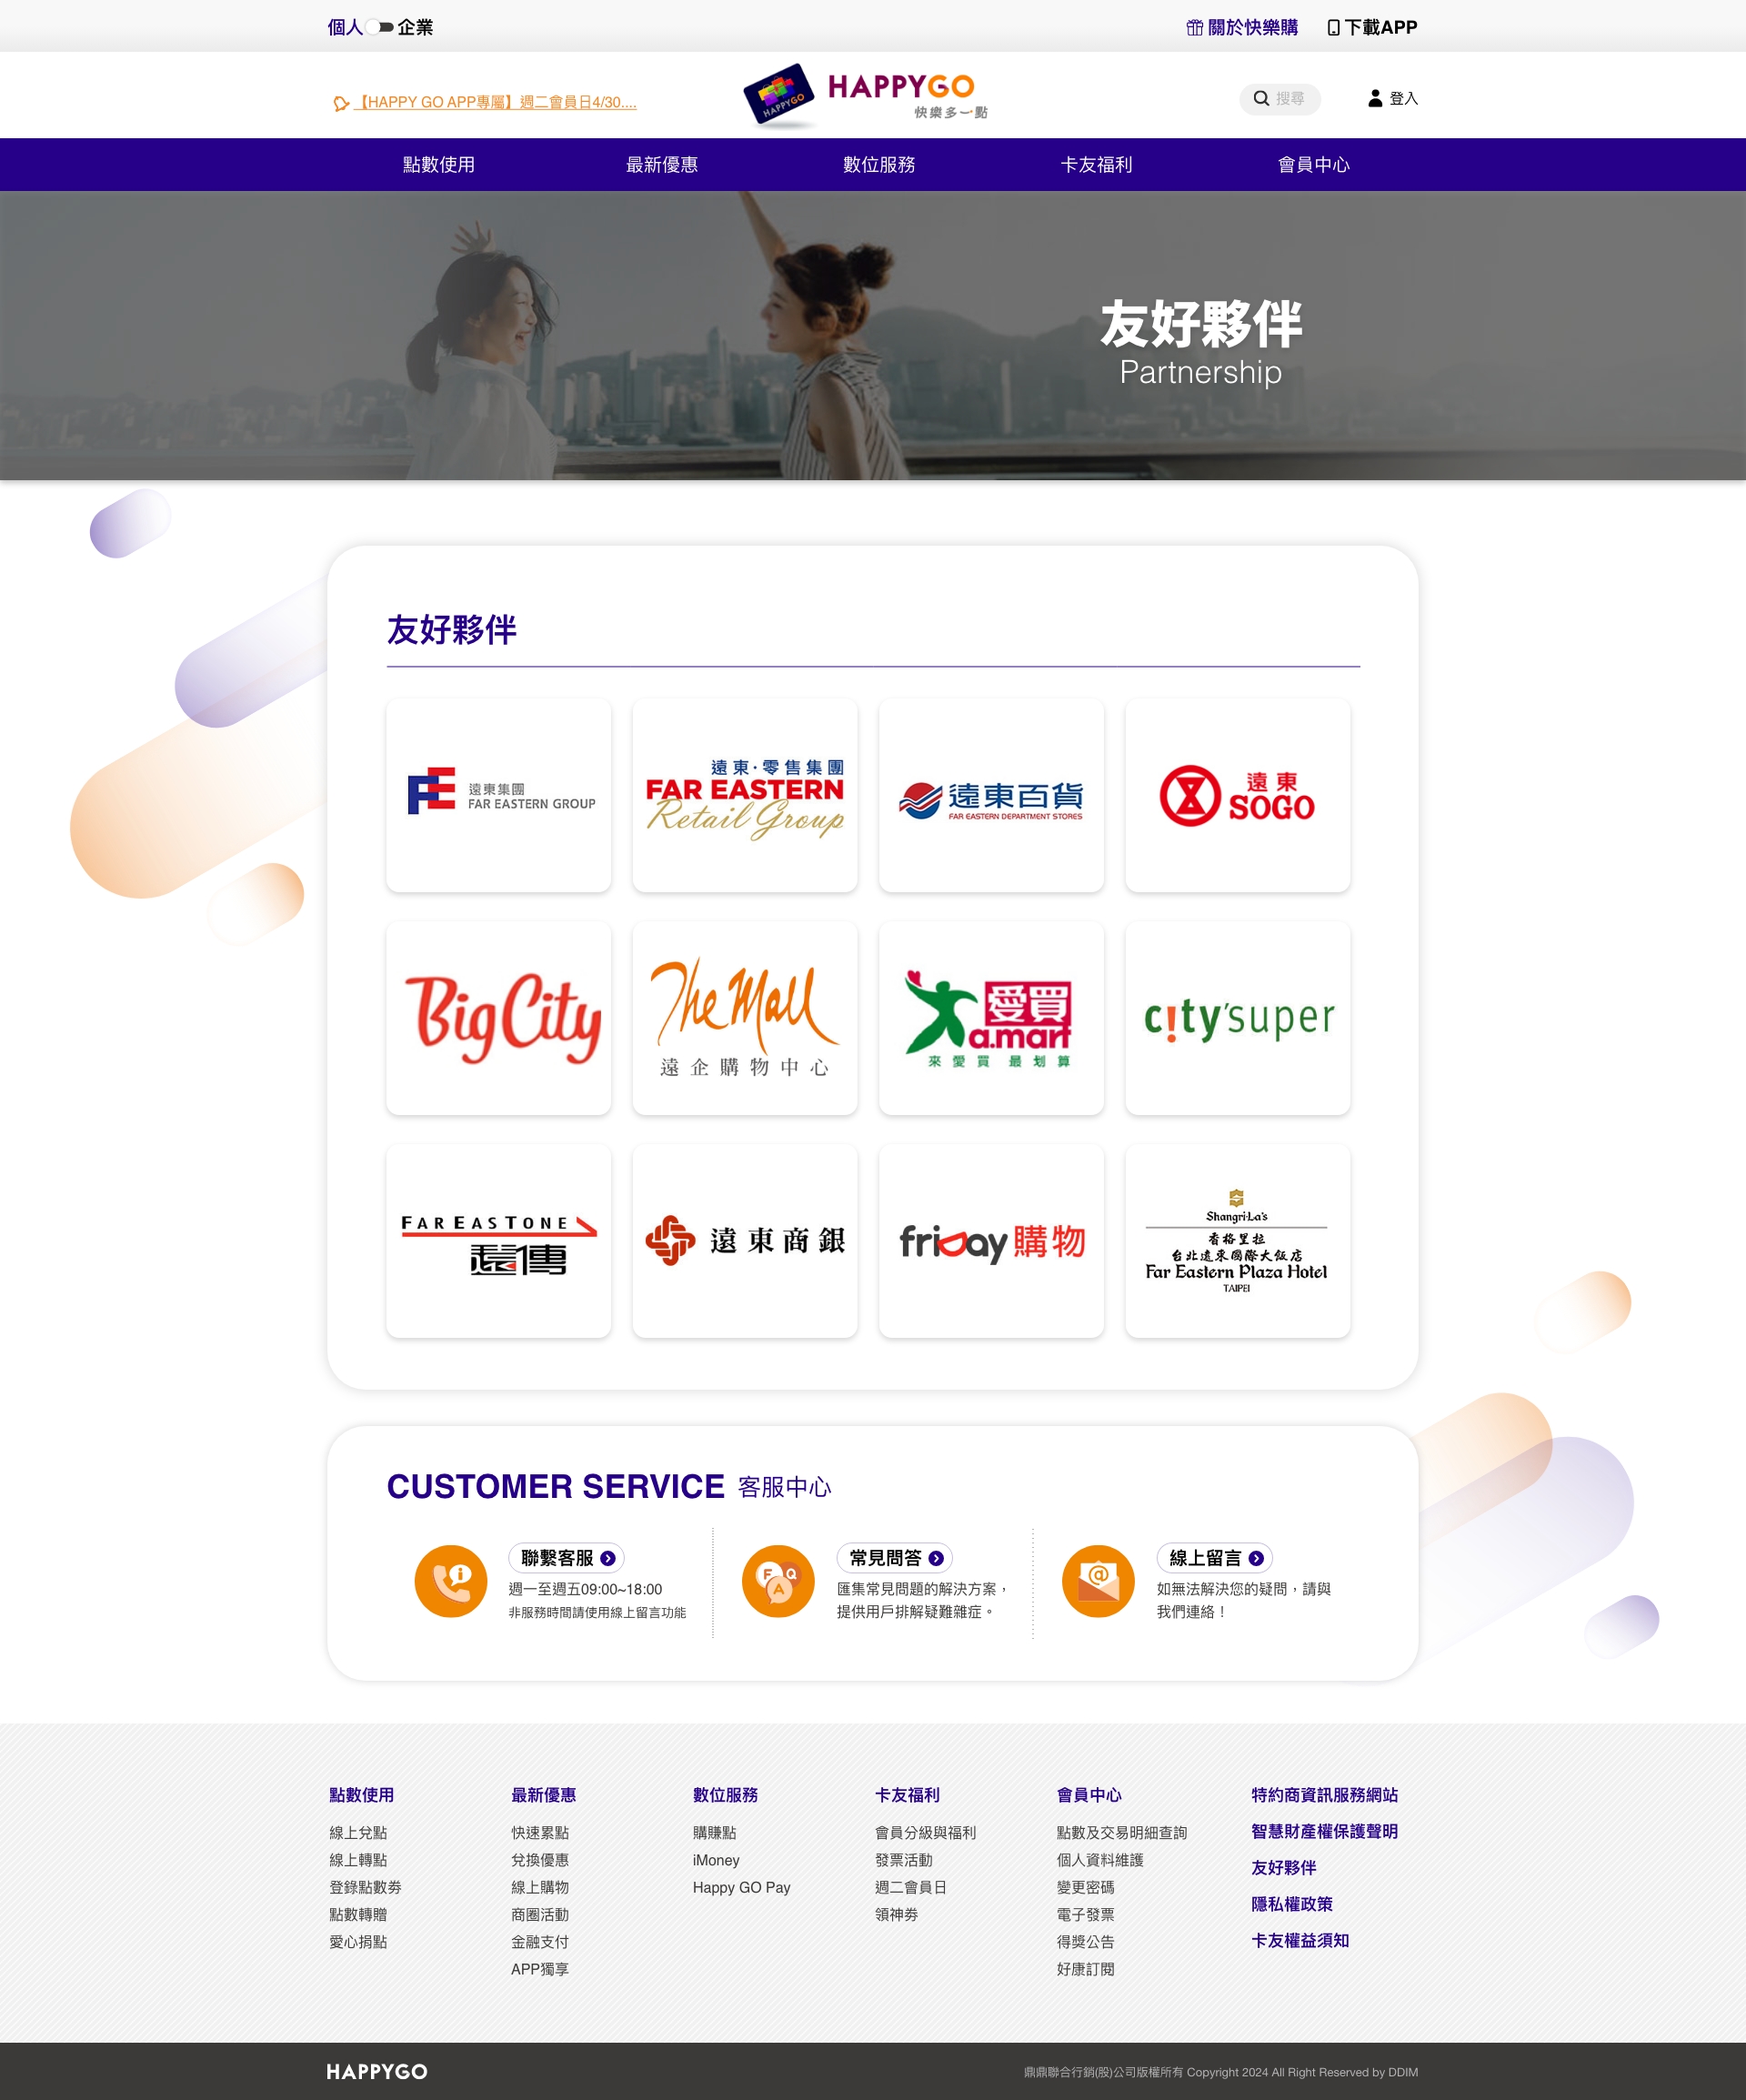 個人 企業
關於快樂購
下載APP
【HAPPY GO APP專屬】週二會員日4/30....
HAPPYGO
HAPPYGO
快樂多一點
搜尋
登入
點數使用
最新優惠
數位服務
卡友福利
會員中心
友好夥伴
Partnership
友好夥伴
遠東集團
FAR EASTERN GROUP
遠東·零售集團
FAR EASTERN
Retail Group
遠東百貨
FAR EASTERN DEPARTMENT STORES
遠東
SOGO
Big City
The Mall
遠企購物中心
愛買
a.mart
來愛買 最划算
c!ty'super
FAREASTONE
遠傳
遠東商銀
friDay購物
Shangri-La's
香格里拉
台北遠東國際大飯店
Far Eastern Plaza Hotel
TAIPEI
CUSTOMER SERVICE 客服中心
聯繫客服
週一至週五09:00~18:00
非服務時間請使用線上留言功能
F Q
A
常見問答
匯集常見問題的解決方案，
提供用戶排解疑難雜症。
@
線上留言
如無法解決您的疑問，請與
我們連絡！
點數使用
線上兌點
線上轉點
登錄點數券
點數轉贈
愛心捐點
最新優惠
快速累點
兌換優惠
線上購物
商圈活動
金融支付
APP獨享
數位服務
購賺點
iMoney
Happy GO Pay
卡友福利
會員分級與福利
發票活動
週二會員日
領神券
會員中心
點數及交易明細查詢
個人資料維護
變更密碼
電子發票
得獎公告
好康訂閱
特約商資訊服務網站
智慧財產權保護聲明
友好夥伴
隱私權政策
卡友權益須知
HAPPYGO
鼎鼎聯合行銷(股)公司版權所有 Copyright 2024 All Right Reserved by DDIM